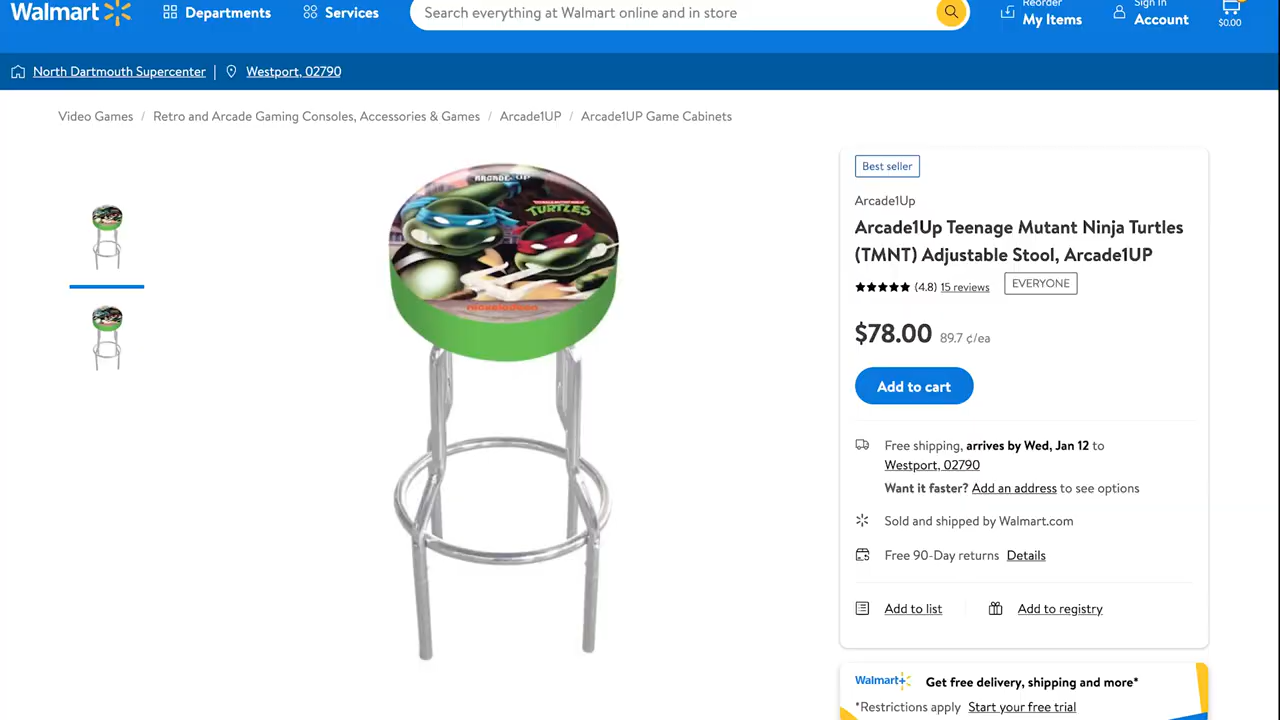 Walmart
Departments
Services
Search everything at Walmart online and in store
Reorder
My Items
Sign In
Account
$0.00
North Dartmouth Supercenter | Westport, 02790
Video Games / Retro and Arcade Gaming Consoles, Accessories & Games / Arcade1UP / Arcade1UP Game Cabinets
ARCADE1UP
TEENAGE MUTANT NINJA
TURTLES
nickelodeon
Best seller
Arcade1Up
Arcade1Up Teenage Mutant Ninja Turtles
(TMNT) Adjustable Stool, Arcade1UP
(4.8) 15 reviews
EVERYONE
$78.00 89.7 ¢/ea
Add to cart
Free shipping, arrives by Wed, Jan 12 to
Westport, 02790
Want it faster? Add an address to see options
Sold and shipped by Walmart.com
Free 90-Day returns Details
Add to list
Add to registry
Walmart+
Get free delivery, shipping and more*
*Restrictions apply Start your free trial